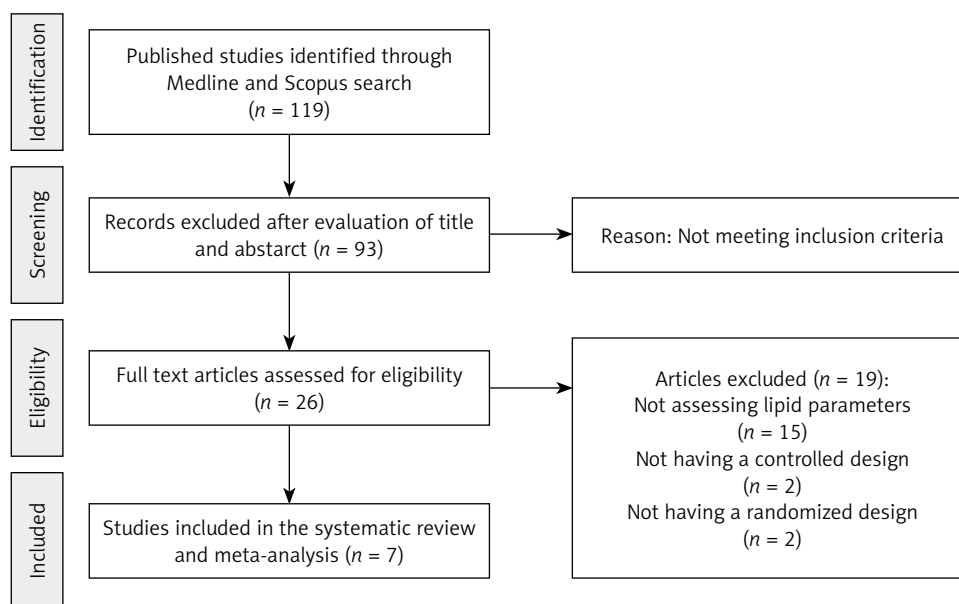 Identification
Published studies identified through
Medline and Scopus search
(n = 119)
Screening
Records excluded after evaluation of title
and abstarct (n = 93)
Reason: Not meeting inclusion criteria
Eligibility
Full text articles assessed for eligibility
(n = 26)
Articles excluded (n = 19):
Not assessing lipid parameters
(n = 15)
Not having a controlled design
(n = 2)
Not having a randomized design
(n = 2)
Included
Studies included in the systematic review
and meta-analysis (n = 7)